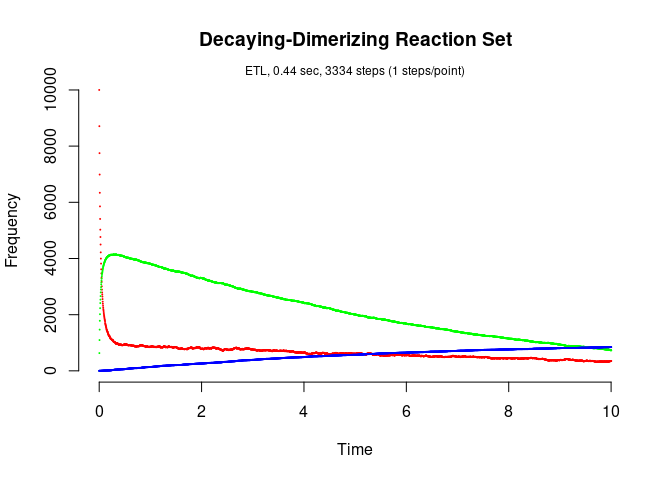 Decaying-Dimerizing Reaction Set
ETL, 0.44 sec, 3334 steps (1 steps/point)
Frequency
10000
8000
6000
4000
2000
0
0 2 4 6 8 10
Time